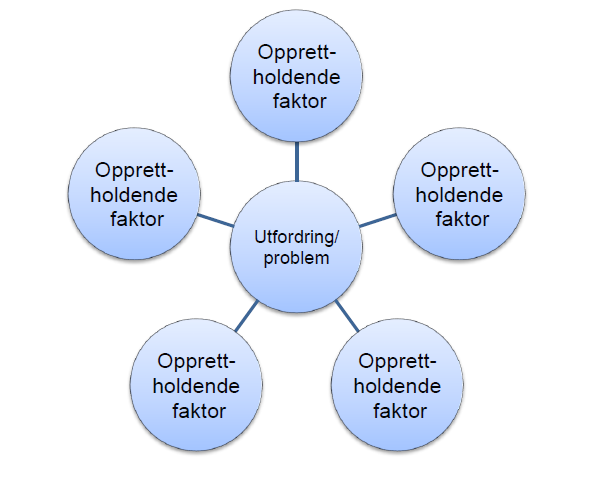 Opprett-
holdende
faktor
Opprett-
holdende
faktor
Opprett-
holdende
faktor
Utfordring/
problem
Opprett-
holdende
faktor
Opprett-
holdende
faktor